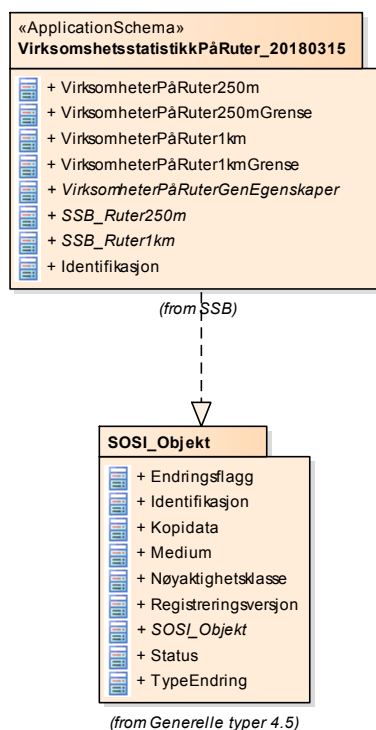 «ApplicationSchema»
VirksomshetsstatistikkPåRuter_20180315
+ VirksomheterPåRuter250m
+ VirksomheterPåRuter250mGrense
+ VirksomheterPåRuter1km
+ VirksomheterPåRuter1kmGrense
+ VirksomheterPåRuterGenEgenskaper
+ SSB_Ruter250m
+ SSB_Ruter1km
+ Identifikasjon
(from SSB)
SOSI_Objekt
+ Endringsflagg
+ Identifikasjon
+ Kopidata
+ Medium
+ Nøyaktighetsklasse
+ Registreringsversjon
+ SOSI_Objekt
+ Status
+ TypeEndring
(from Generelle typer 4.5)